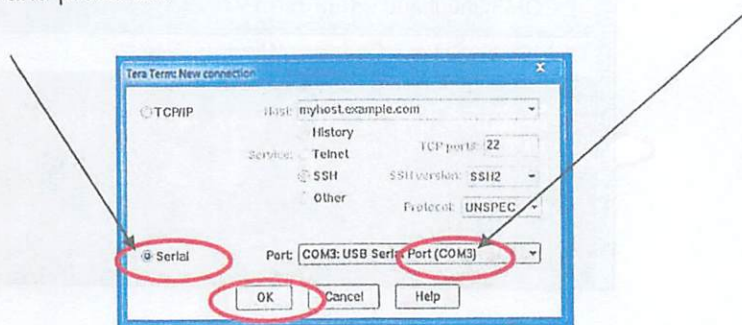 Tera Term: New connection x
TCP/IP Host: myhost.example.com
History
Service: Telnet TCP port#: 22
SSH SSH version: SSH2
Other Protocol: UNSPEC
Serial Port: COM3: USB Serial Port (COM3)
OK Cancel Help